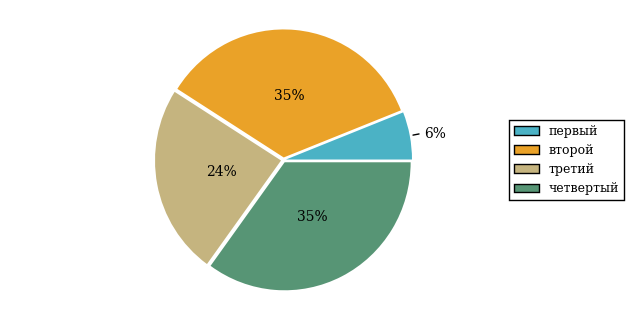 35%
6%
24%
35%
первый
второй
третий
четвертый